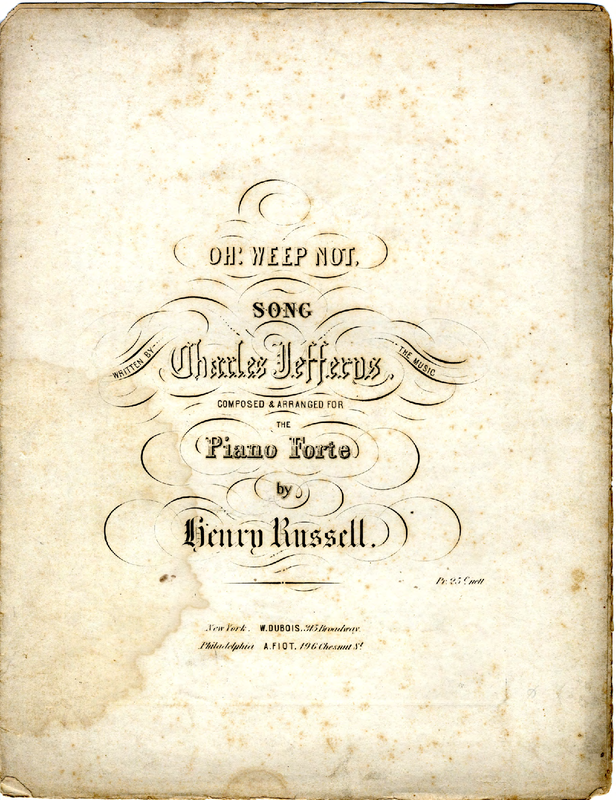 OH! WEEP NOT,
SONG
WRITTEN BY
Charles Jefferys,
THE MUSIC
COMPOSED & ARRANGED FOR
THE
Piano Forte
by
Henry Russell.
Pr. 25 C nett
New York, W. DUBOIS, 315 Broadway.
Philadelphia A. FIOT, 196 Chesnut St